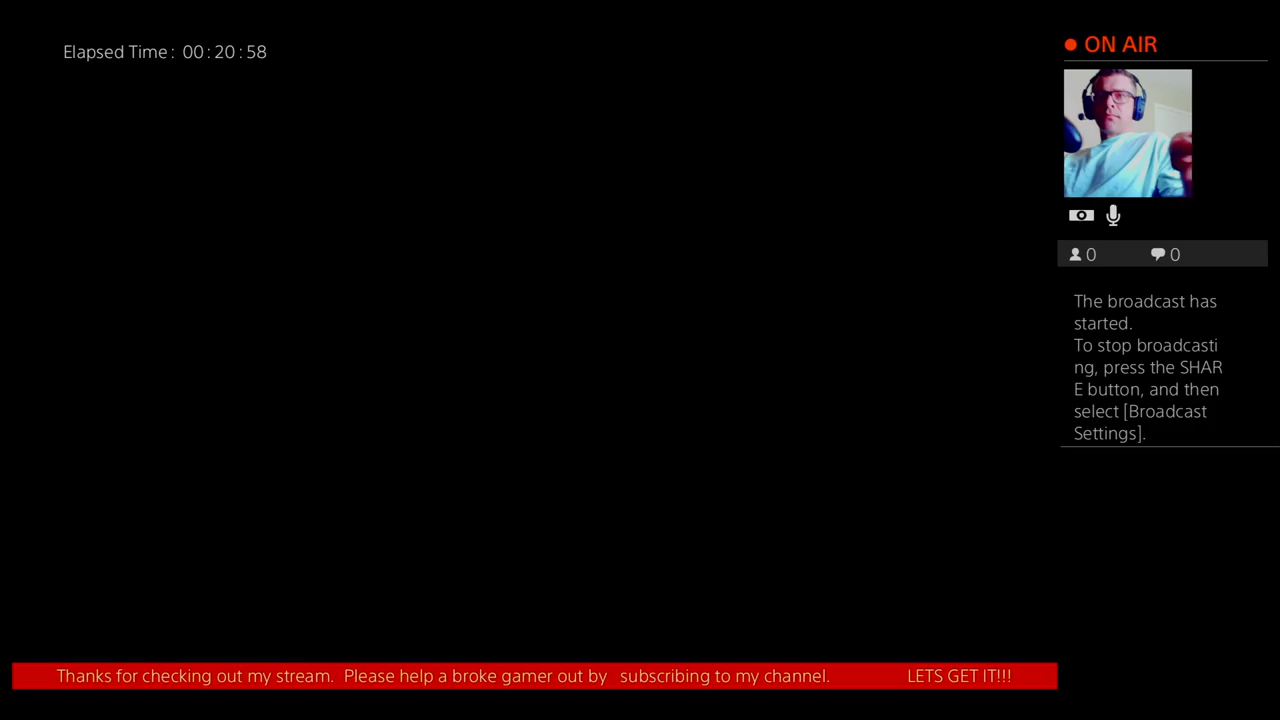 Elapsed Time: 00:20:58
ON AIR
0 0
The broadcast has
started.
To stop broadcasti
ng, press the SHAR
E button, and then
select [Broadcast
Settings].
Thanks for checking out my stream. Please help a broke gamer out by subscribing to my channel. LETS GET IT!!!